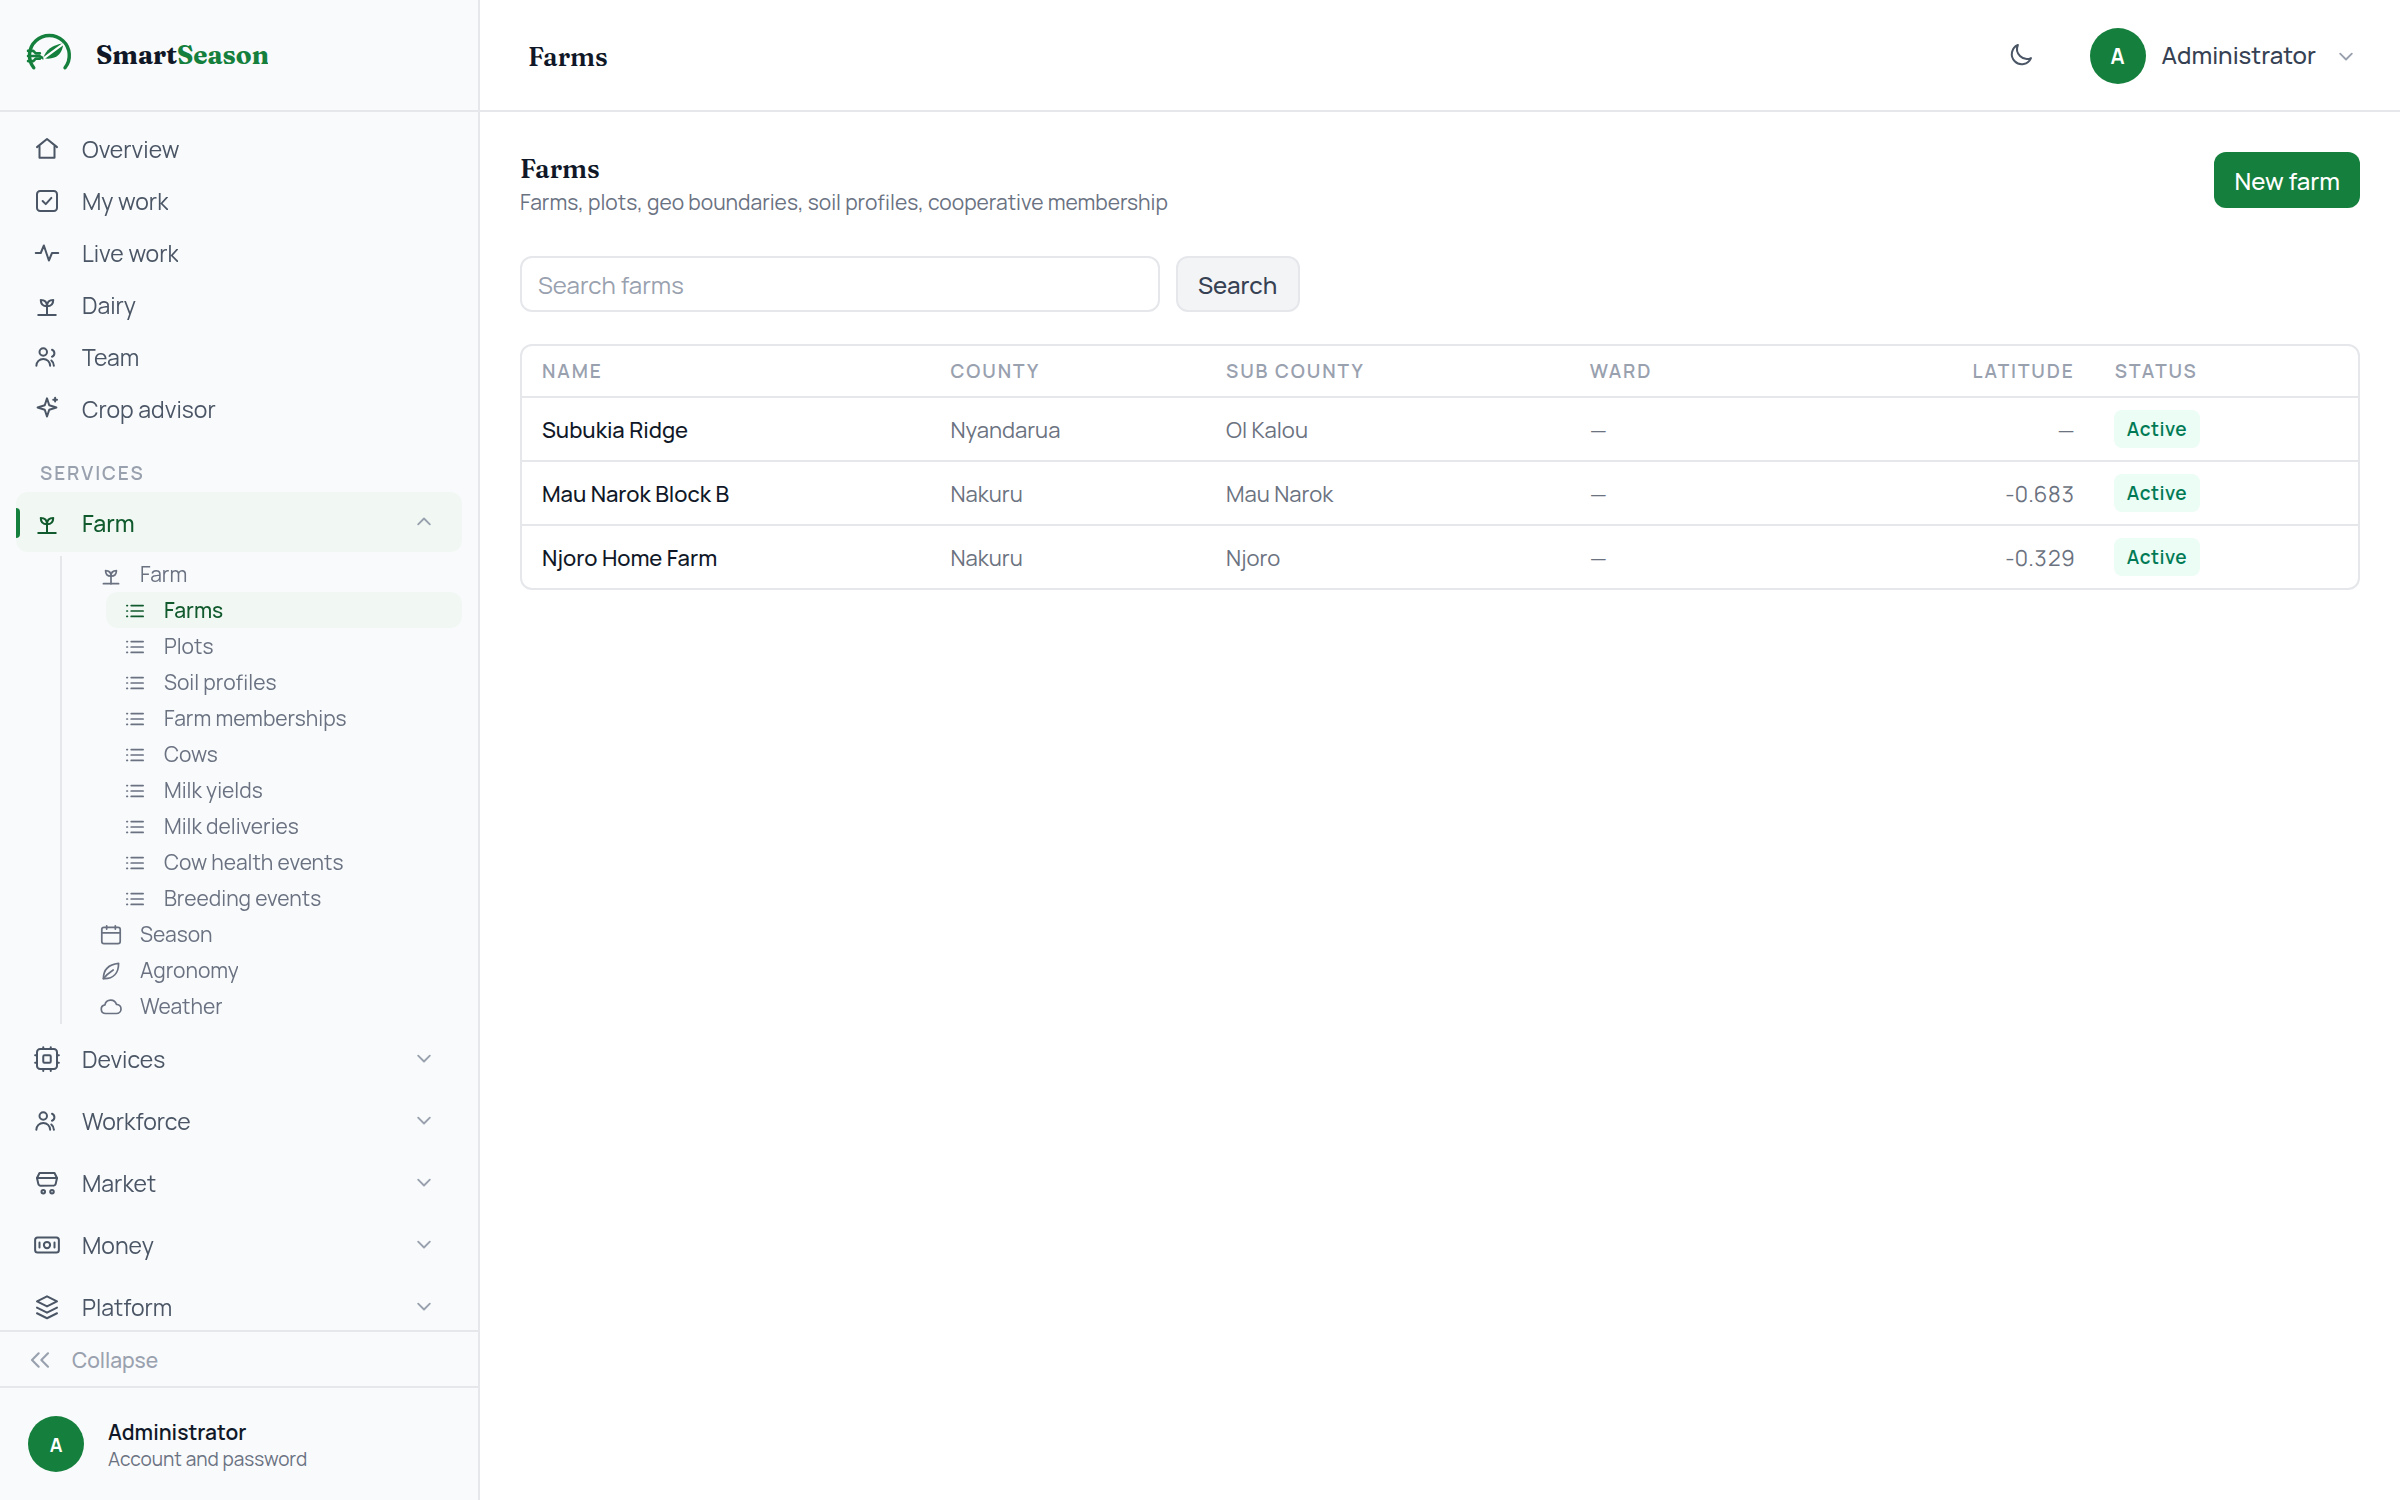 SmartSeason
Farms
A
Administrator
Overview
My work
Live work
Dairy
Team
Crop advisor
SERVICES
Farm
Farm
Farms
Plots
Soil profiles
Farm memberships
Cows
Milk yields
Milk deliveries
Cow health events
Breeding events
Season
Agronomy
Weather
Devices
Workforce
Market
Money
Platform
Collapse
A
Administrator
Account and password
Farms
Farms, plots, geo boundaries, soil profiles, cooperative membership
New farm
Search farms
Search
NAME COUNTY SUB COUNTY WARD LATITUDE STATUS
Subukia Ridge Nyandarua Ol Kalou — — Active
Mau Narok Block B Nakuru Mau Narok — -0.683 Active
Njoro Home Farm Nakuru Njoro — -0.329 Active